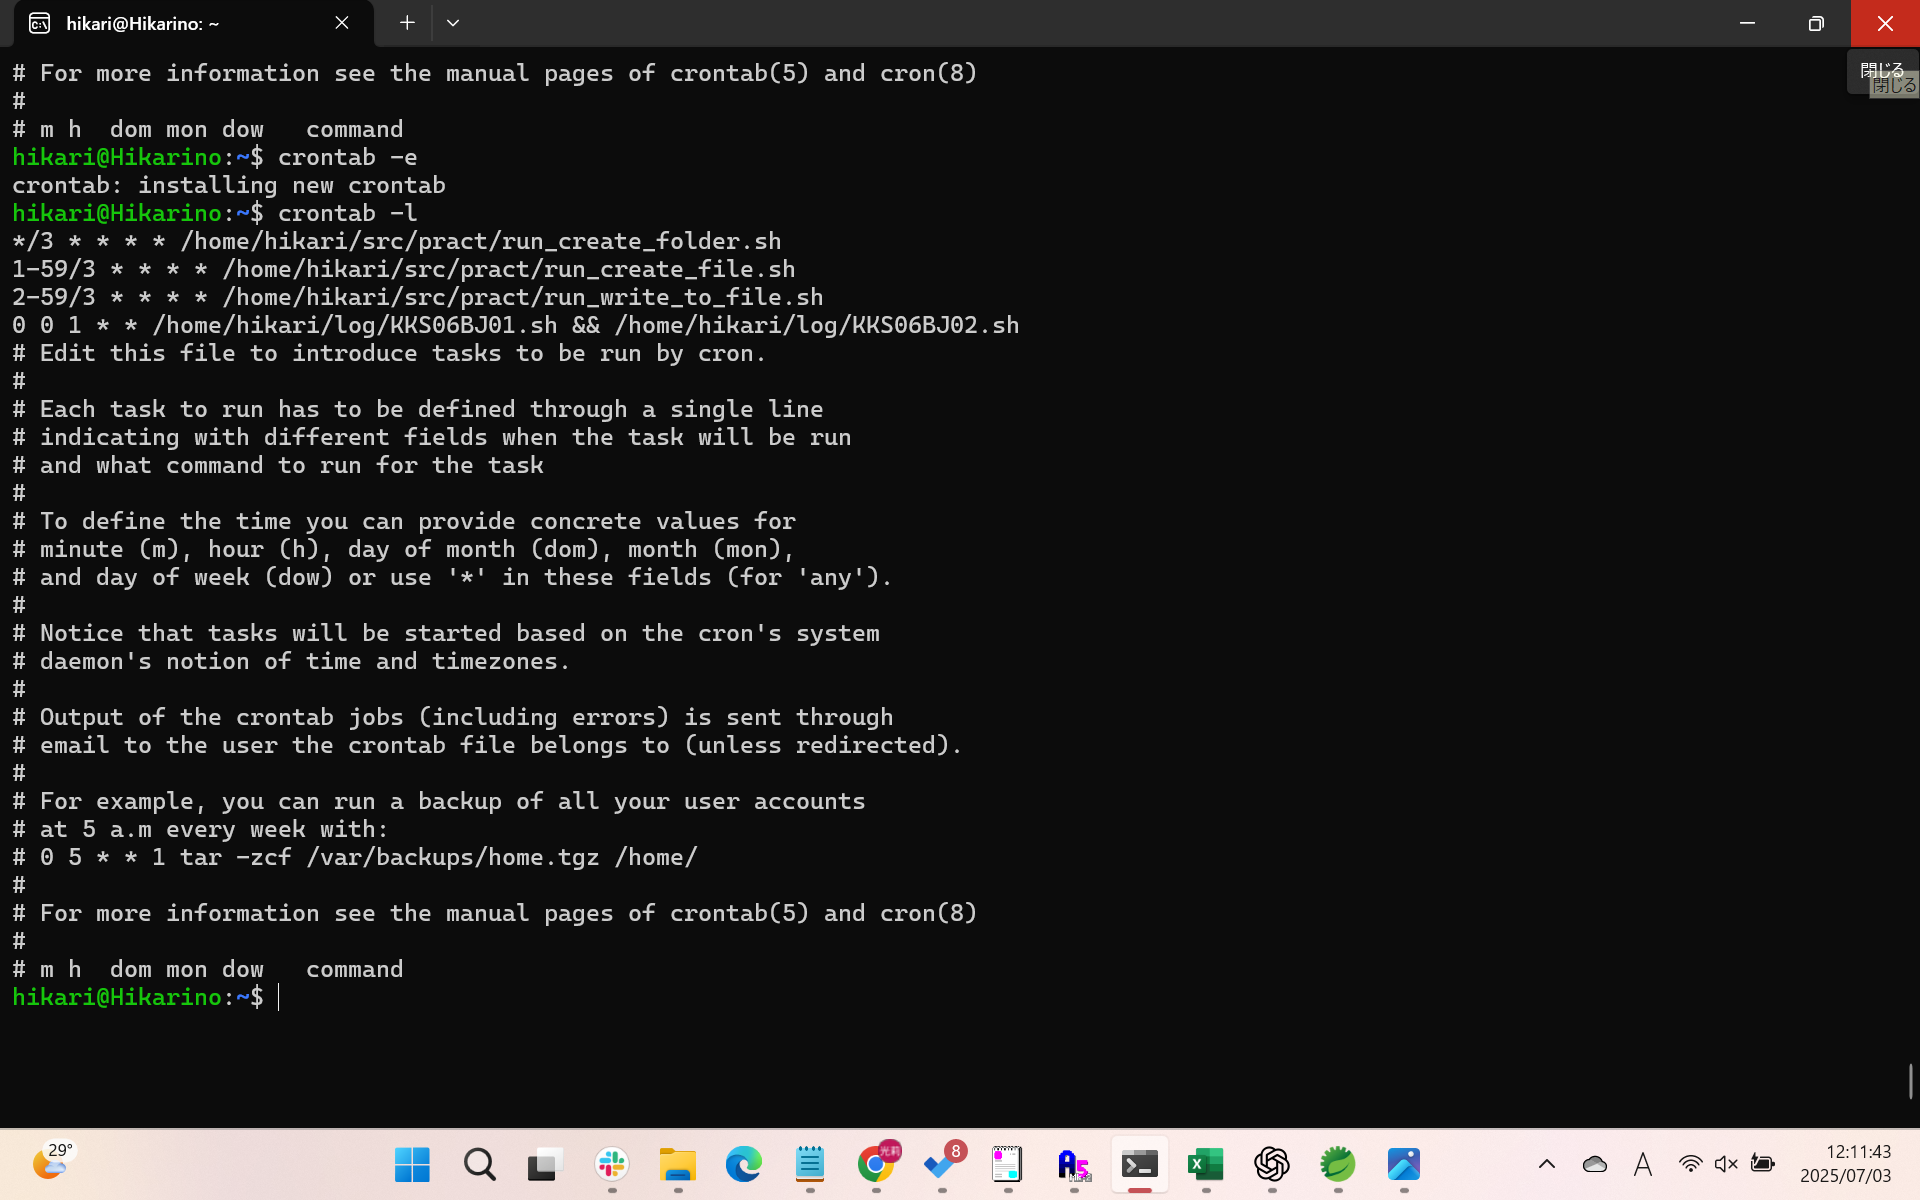 hikari@Hikarino: ~
# For more information see the manual pages of crontab(5) and cron(8)
閉じる
閉じる
#
# m h  dom mon dow   command
hikari@Hikarino:~$ crontab -e
crontab: installing new crontab
hikari@Hikarino:~$ crontab -l
*/3 * * * * /home/hikari/src/pract/run_create_folder.sh
1-59/3 * * * * /home/hikari/src/pract/run_create_file.sh
2-59/3 * * * * /home/hikari/src/pract/run_write_to_file.sh
0 0 1 * * /home/hikari/log/KKS06BJ01.sh && /home/hikari/log/KKS06BJ02.sh
# Edit this file to introduce tasks to be run by cron.
#
# Each task to run has to be defined through a single line
# indicating with different fields when the task will be run
# and what command to run for the task
#
# To define the time you can provide concrete values for
# minute (m), hour (h), day of month (dom), month (mon),
# and day of week (dow) or use '*' in these fields (for 'any').
#
# Notice that tasks will be started based on the cron's system
# daemon's notion of time and timezones.
#
# Output of the crontab jobs (including errors) is sent through
# email to the user the crontab file belongs to (unless redirected).
#
# For example, you can run a backup of all your user accounts
# at 5 a.m every week with:
# 0 5 * * 1 tar -zcf /var/backups/home.tgz /home/
#
# For more information see the manual pages of crontab(5) and cron(8)
#
# m h  dom mon dow   command
hikari@Hikarino:~$
29°
光莉
8
A5
A
12:11:43
2025/07/03